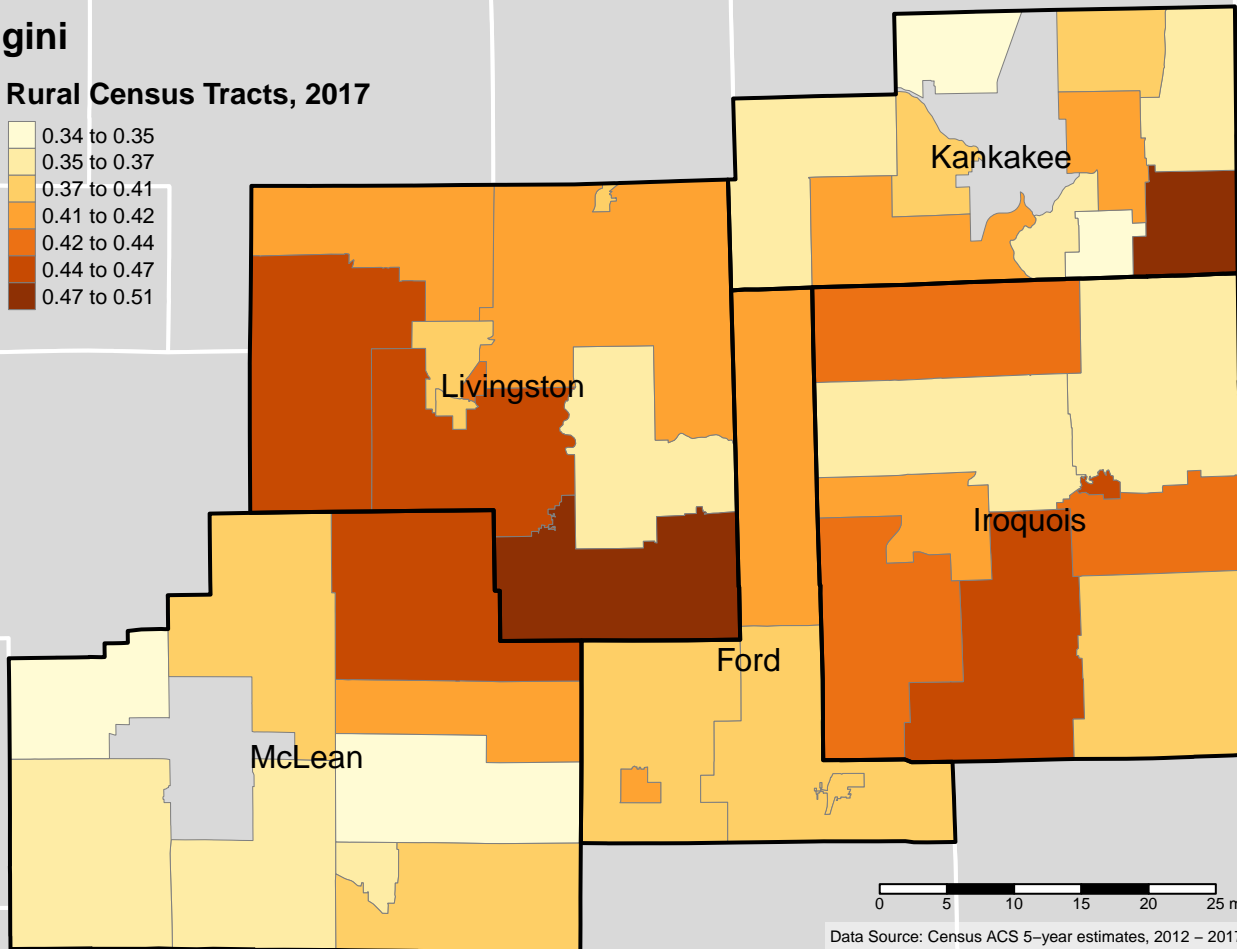 gini
Rural Census Tracts, 2017
0.34 to 0.35
0.35 to 0.37
0.37 to 0.41
0.41 to 0.42
0.42 to 0.44
0.44 to 0.47
0.47 to 0.51
Kankakee
Livingston
Iroquois
Ford
McLean
0 5 10 15 20 25 m
Data Source: Census ACS 5−year estimates, 2012 − 2017